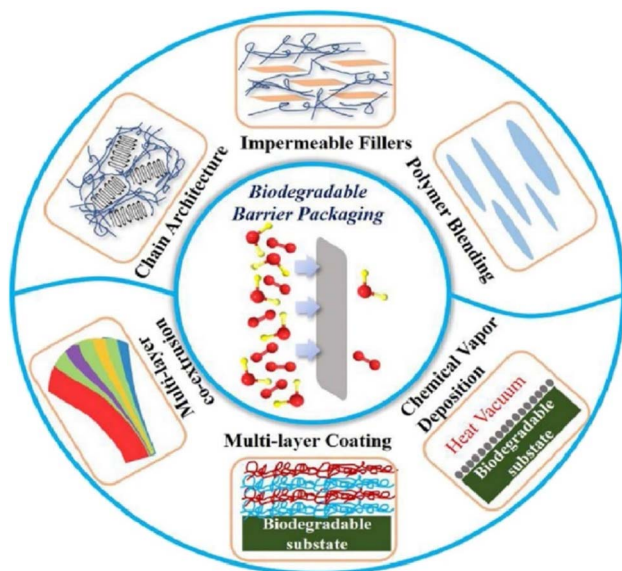 Impermeable Fillers
Chain Architecture
Polymer Blending
Biodegradable
Barrier Packaging
Multi-layer
co-extrusion
Chemical Vapor
Deposition
Heat Vacuum
Biodegradable
substate
Multi-layer Coating
Biodegradable
substate